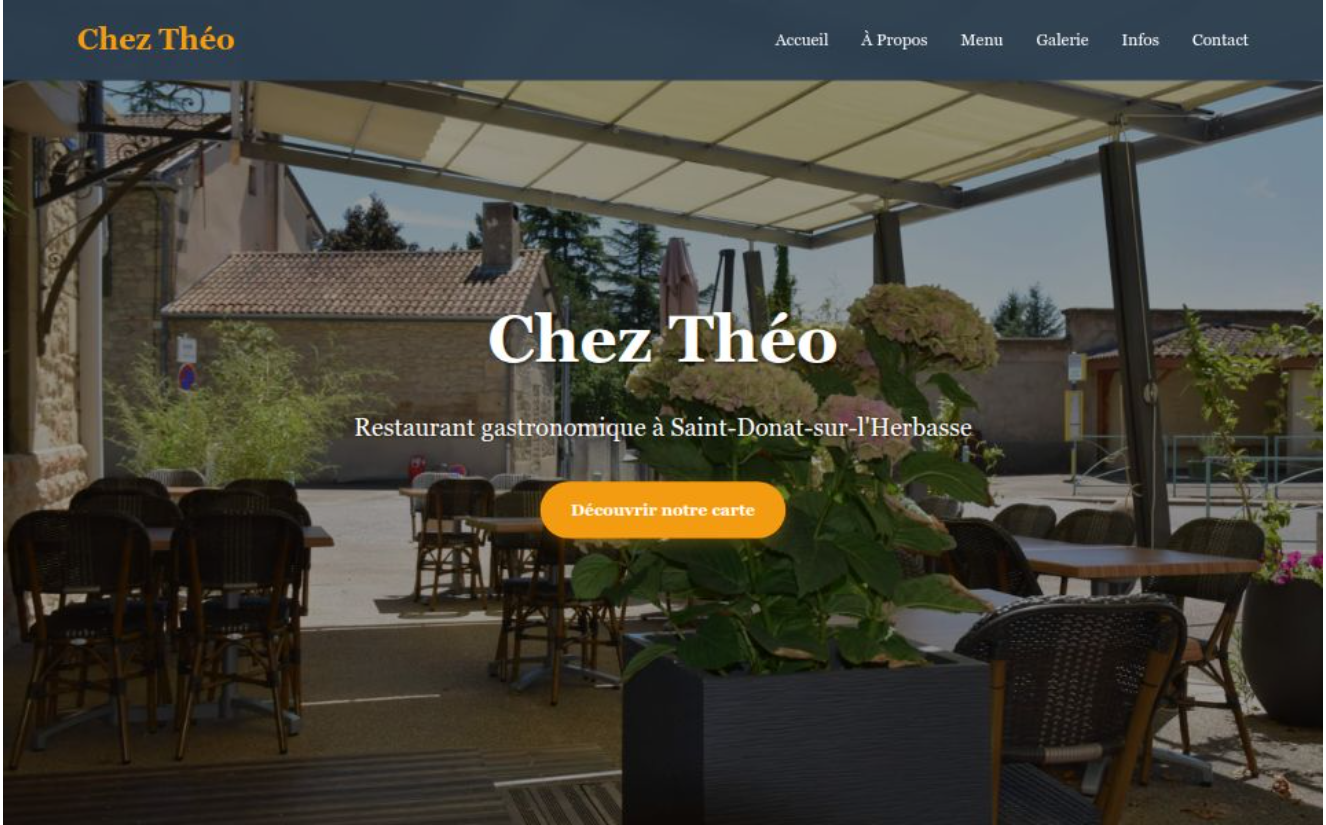 Chez Théo
Accueil À Propos Menu Galerie Infos Contact
Chez Théo
Restaurant gastronomique à Saint-Donat-sur-l'Herbasse
Découvrir notre carte